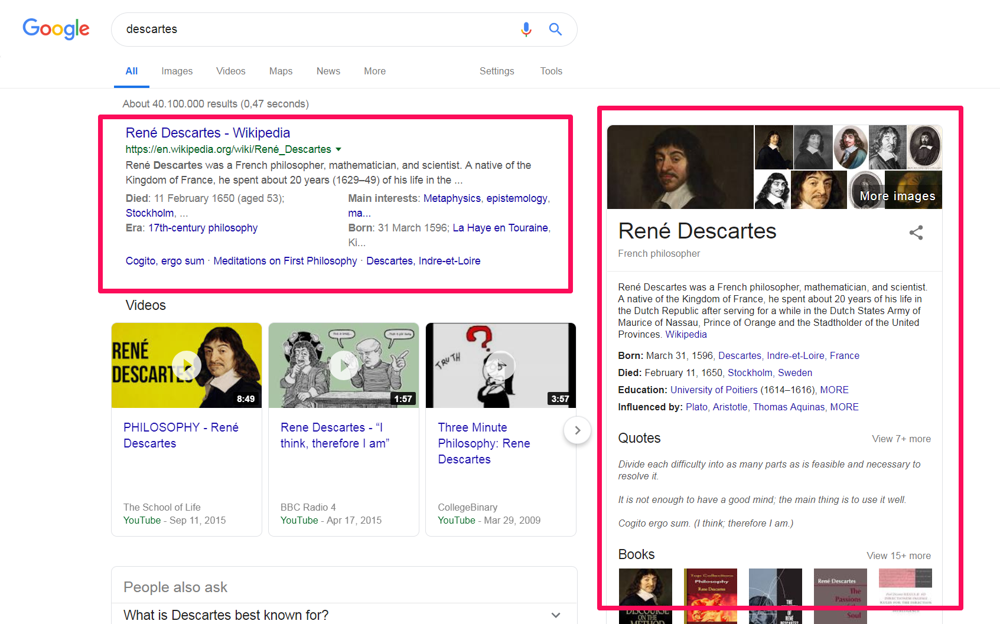 Google
descartes
All Images Videos Maps News More Settings Tools
About 40.100.000 results (0,47 seconds)
René Descartes - Wikipedia
https://en.wikipedia.org/wiki/René_Descartes
René Descartes was a French philosopher, mathematician, and scientist. A native of the
Kingdom of France, he spent about 20 years (1629–49) of his life in the ...
Died: 11 February 1650 (aged 53);
Stockholm, ...
Era: 17th-century philosophy
Main interests: Metaphysics, epistemology,
ma...
Born: 31 March 1596; La Haye en Touraine,
Ki...
Cogito, ergo sum · Meditations on First Philosophy · Descartes, Indre-et-Loire
Videos
RENÉ
DESCARTES
8:49
PHILOSOPHY - René
Descartes
The School of Life
YouTube - Sep 11, 2015
1:57
Rene Descartes - “I
think, therefore I am”
BBC Radio 4
YouTube - Apr 17, 2015
TRUTH
3:57
Three Minute
Philosophy: Rene
Descartes
CollegeBinary
YouTube - Mar 29, 2009
People also ask
What is Descartes best known for?
More images
René Descartes
French philosopher
René Descartes was a French philosopher, mathematician, and scientist.
A native of the Kingdom of France, he spent about 20 years of his life in
the Dutch Republic after serving for a while in the Dutch States Army of
Maurice of Nassau, Prince of Orange and the Stadtholder of the United
Provinces. Wikipedia
Born: March 31, 1596, Descartes, Indre-et-Loire, France
Died: February 11, 1650, Stockholm, Sweden
Education: University of Poitiers (1614–1616), MORE
Influenced by: Plato, Aristotle, Thomas Aquinas, MORE
Quotes View 7+ more
Divide each difficulty into as many parts as is feasible and necessary to
resolve it.
It is not enough to have a good mind; the main thing is to use it well.
Cogito ergo sum. (I think; therefore I am.)
Books View 15+ more
DISCOURSE
ON THE
METHOD
Tops Collections
Philosophy
Rene Descartes
THE
OF RENÉ
DESCARTES
René Descartes
The
Passions
Soul
DIRECTIONEM INGENII
RULES FOR THE DIRECTION
INTELLIGENCE